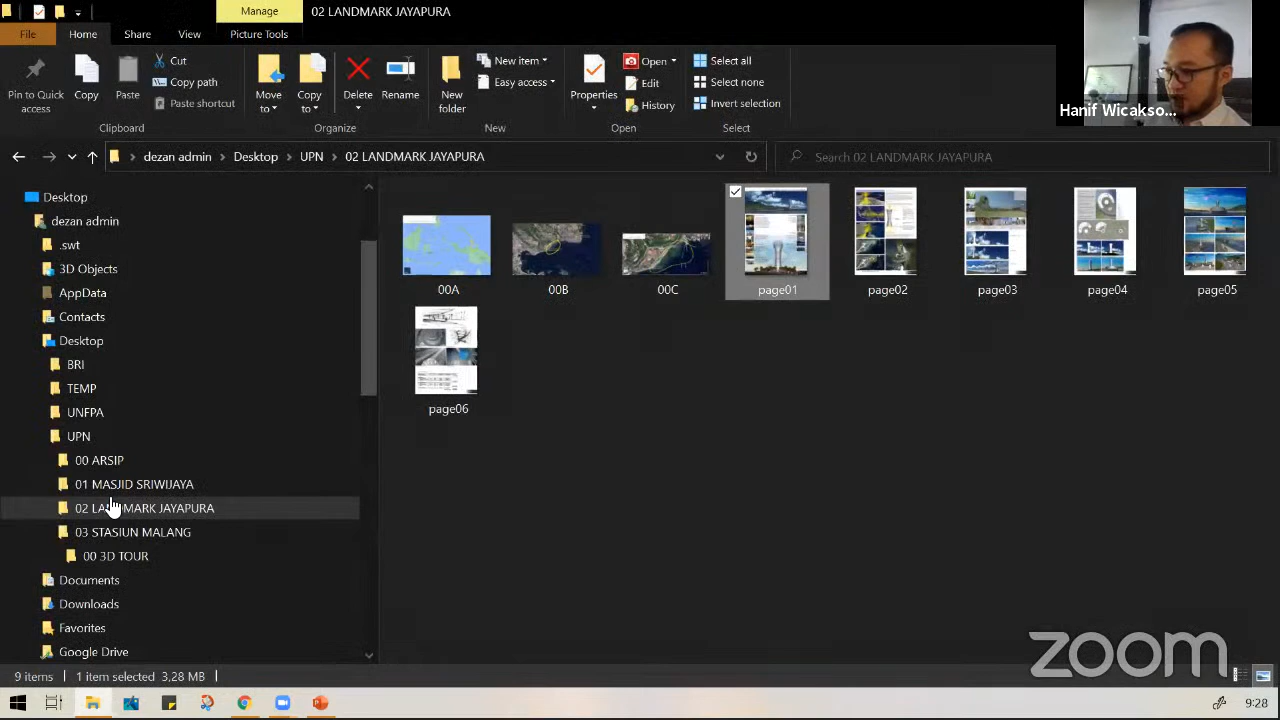 Manage
02 LANDMARK JAYAPURA
File
Home
Share
View
Picture Tools
Pin to Quick access
Copy
Paste
Cut
Copy path
Paste shortcut
Clipboard
Move to
Copy to
Delete
Rename
Organize
New folder
New item
Easy access
New
Properties
Open
Edit
History
Open
Select all
Select none
Invert selection
Select
Hanif Wicakso...
dezan admin
Desktop
UPN
02 LANDMARK JAYAPURA
Search 02 LANDMARK JAYAPURA
Desktop
dezan admin
.swt
3D Objects
AppData
Contacts
Desktop
BRI
TEMP
UNFPA
UPN
00 ARSIP
01 MASJID SRIWIJAYA
02 LANDMARK JAYAPURA
03 STASIUN MALANG
00 3D TOUR
Documents
Downloads
Favorites
Google Drive
00A
00B
00C
page01
page02
page03
page04
page05
page06
9 items
1 item selected 3,28 MB
zoom
9:28